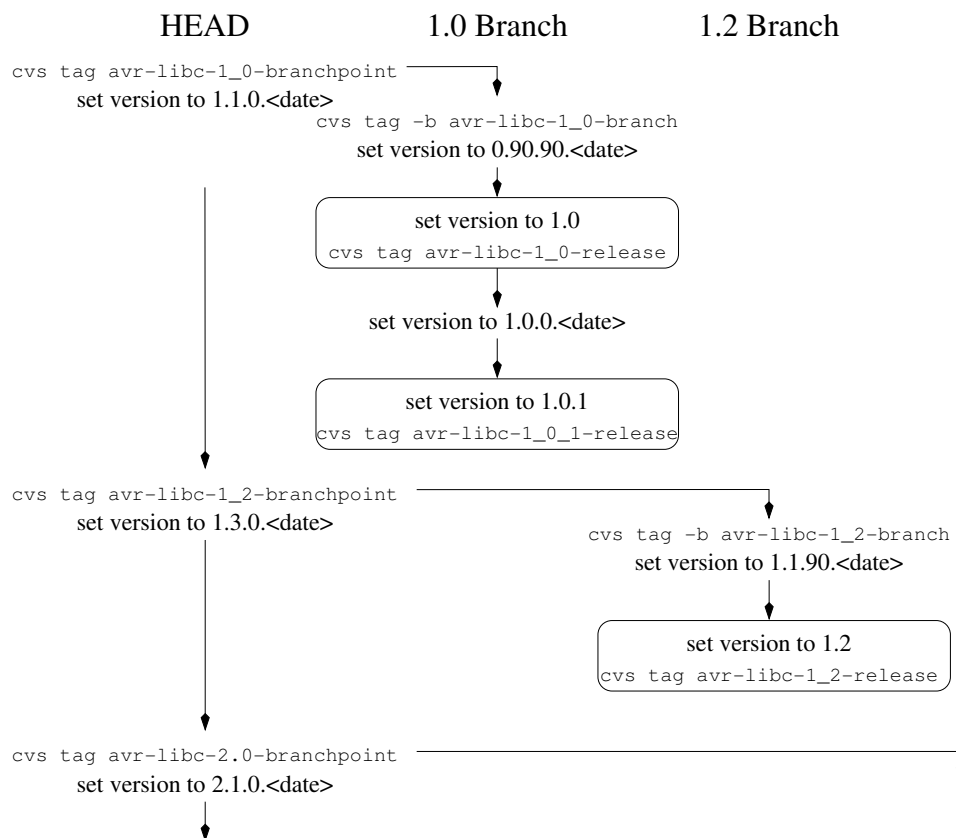 HEAD 1.0 Branch 1.2 Branch
cvs tag avr-libc-1_0-branchpoint
set version to 1.1.0.<date>
cvs tag -b avr-libc-1_0-branch
set version to 0.90.90.<date>
set version to 1.0
cvs tag avr-libc-1_0-release
set version to 1.0.0.<date>
set version to 1.0.1
cvs tag avr-libc-1_0_1-release
cvs tag avr-libc-1_2-branchpoint
set version to 1.3.0.<date>
cvs tag -b avr-libc-1_2-branch
set version to 1.1.90.<date>
set version to 1.2
cvs tag avr-libc-1_2-release
cvs tag avr-libc-2.0-branchpoint
set version to 2.1.0.<date>